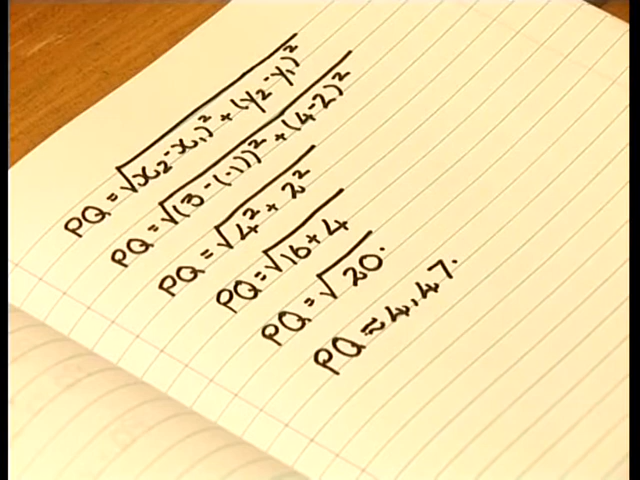 PQ = √x₂-x₁)² + (y₂-y₁)²
PQ = √(3-(-1))² + (4-2)²
PQ = √4² + 2²
PQ = √16+4
PQ = √20.
PQ ≈ 4,47.